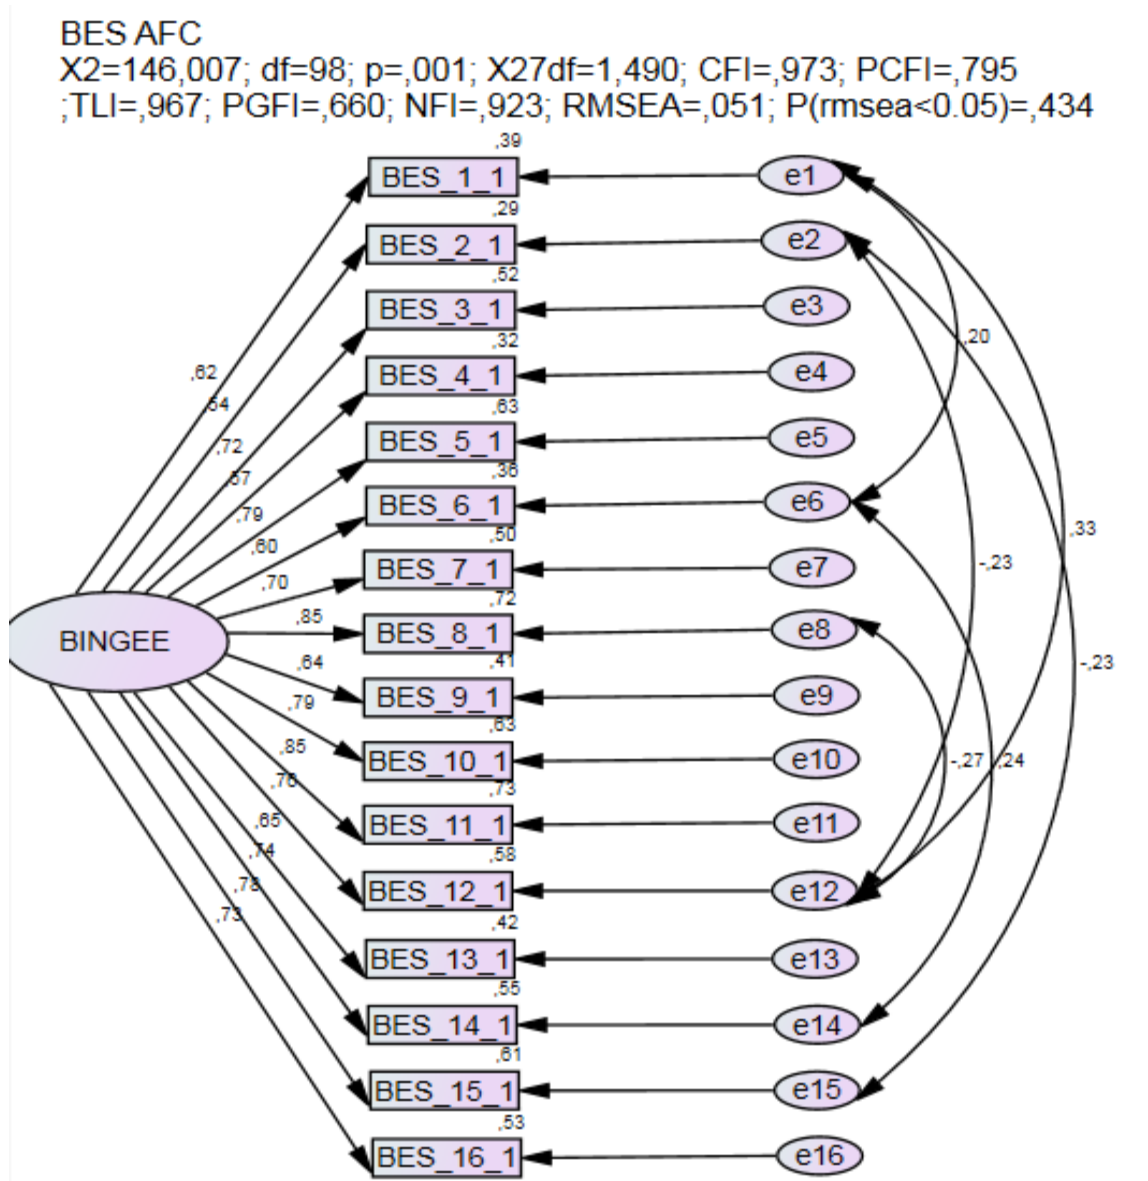 BES AFC
X2=146,007; df=98; p=,001; X27df=1,490; CFI=,973; PCFI=,795
;TLI=,967; PGFI=,660; NFI=,923; RMSEA=,051; P(rmsea<0.05)=,434
,39
BES_1_1
e1
,29
BES_2_1
e2
,52
BES_3_1
e3
,20
,32
BES_4_1
e4
,62
,54
,63
BES_5_1
e5
,72
,57
,36
BES_6_1
e6
,79
,60
,50
BES_7_1
e7
,33
-,23
,70
,72
BES_8_1
e8
,85
BINGEE
,41
BES_9_1
e9
,64
-,23
,79
,63
BES_10_1
e10
,85
-,27
,24
,76
,73
BES_11_1
e11
,65
,74
,58
BES_12_1
e12
,78
,73
,42
BES_13_1
e13
,55
BES_14_1
e14
,61
BES_15_1
e15
,53
BES_16_1
e16